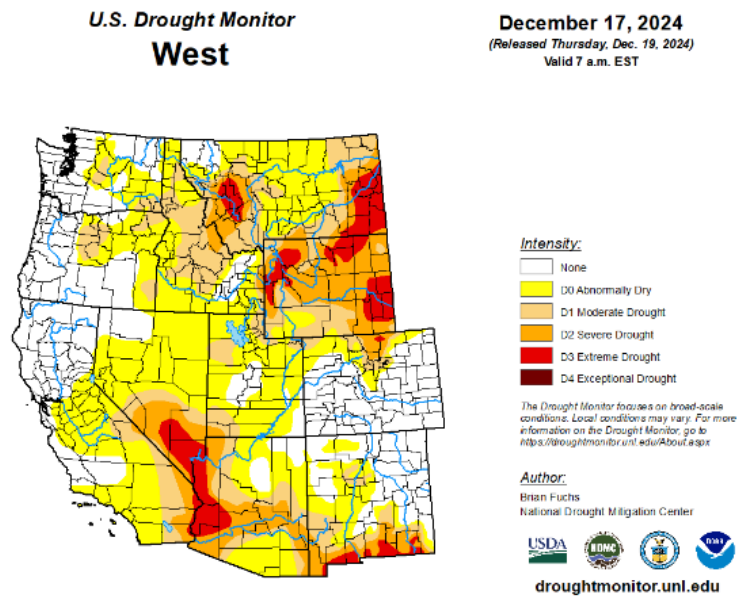 U.S. Drought Monitor
West
December 17, 2024
(Released Thursday, Dec. 19, 2024)
Valid 7 a.m. EST
Intensity:
None
D0 Abnormally Dry
D1 Moderate Drought
D2 Severe Drought
D3 Extreme Drought
D4 Exceptional Drought
The Drought Monitor focuses on broad-scale
conditions. Local conditions may vary. For more
information on the Drought Monitor, go to
https://droughtmonitor.unl.edu/About.aspx
Author:
Brian Fuchs
National Drought Mitigation Center
USDA
NDMC
NOAA
droughtmonitor.unl.edu